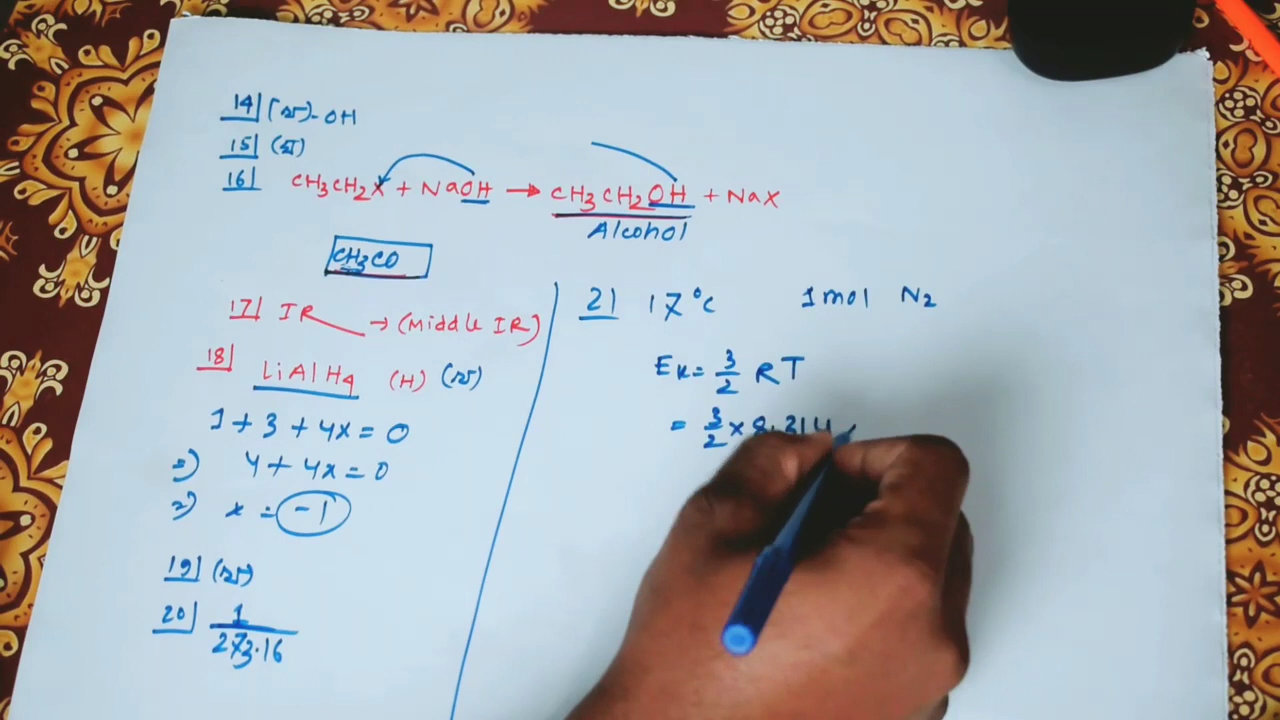 14| (ঘ)-OH
15| (ক)
16| CH3CH2X + NaOH → CH3CH2OH + NaX
Alcohol
CH3CO
17| IR → (Middle IR)
18| LiAlH4 (H) (ঘ)
1 + 3 + 4x = 0
=) 4 + 4x = 0
=) x = -1
19| (ঘ)
20| 1/273.16
21 17°C 1mol N2
EK = 3/2 RT
= 3/2 × 8.314